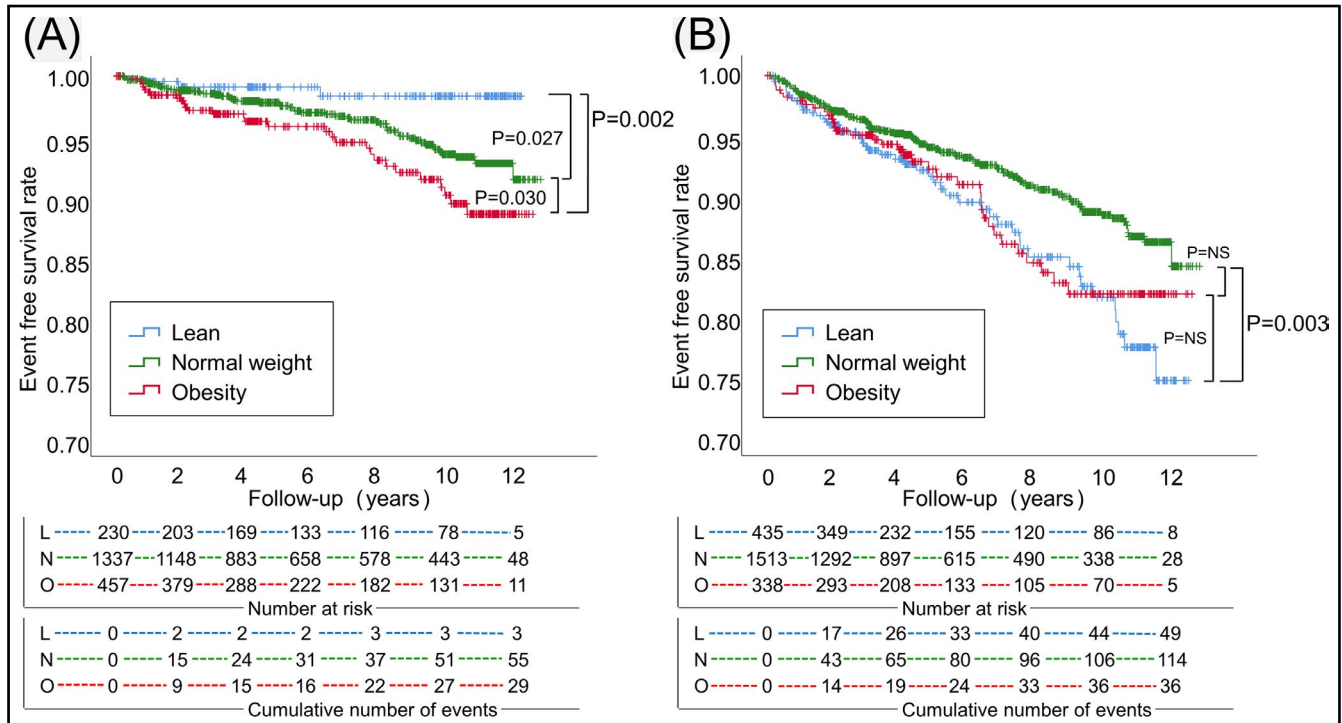 (A)
Event free survival rate
1.00
0.95
0.90
0.85
0.80
0.75
0.70
P=0.027
P=0.002
P=0.030
Lean
Normal weight
Obesity
0 2 4 6 8 10 12
Follow-up (years)
L 230 203 169 133 116 78 5
N 1337 1148 883 658 578 443 48
O 457 379 288 222 182 131 11
Number at risk
L 0 2 2 2 3 3 3
N 0 15 24 31 37 51 55
O 0 9 15 16 22 27 29
Cumulative number of events
(B)
Event free survival rate
1.00
0.95
0.90
0.85
0.80
0.75
0.70
P=NS
P=NS
P=0.003
Lean
Normal weight
Obesity
0 2 4 6 8 10 12
Follow-up (years)
L 435 349 232 155 120 86 8
N 1513 1292 897 615 490 338 28
O 338 293 208 133 105 70 5
Number at risk
L 0 17 26 33 40 44 49
N 0 43 65 80 96 106 114
O 0 14 19 24 33 36 36
Cumulative number of events